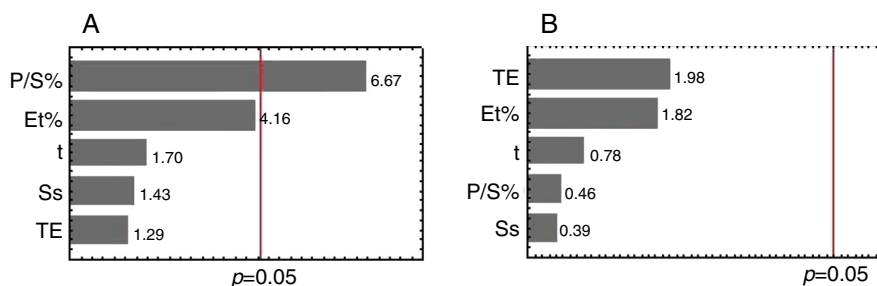 A
P/S% 6.67
Et% 4.16
t 1.70
Ss 1.43
TE 1.29
p=0.05
B
TE 1.98
Et% 1.82
t 0.78
P/S% 0.46
Ss 0.39
p=0.05